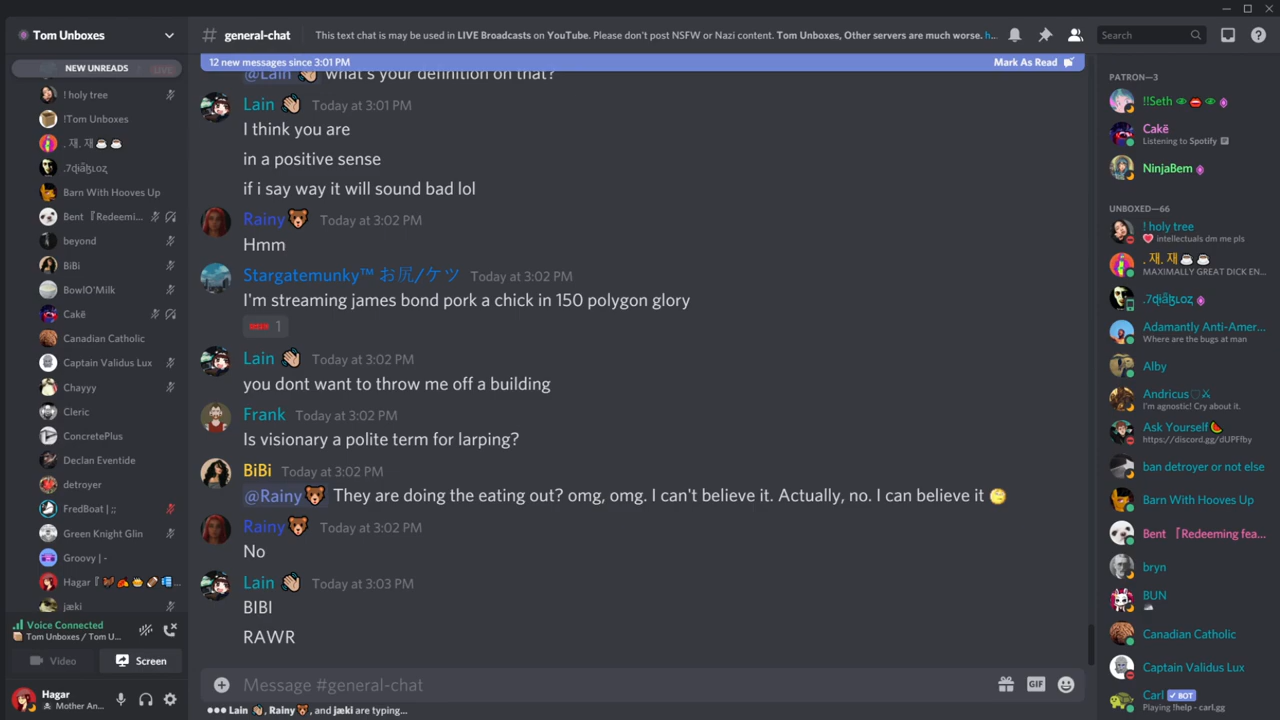 Tom Unboxes
NEW UNREADS
LIVE
! holy tree
!Tom Unboxes
. 재. 재
Barn With Hooves Up
Bent『Redeemi...
beyond
BiBi
BowlO'Milk
Cakē
Canadian Catholic
Captain Validus Lux
Chayyy
Cleric
ConcretePlus
Declan Eventide
detroyer
FredBoat | ;;
Green Knight Glin
Groovy | -
Hagar『
jæki
Voice Connected
Tom Unboxes / Tom U...
Video
Screen
Hagar
Mother An...
# general-chat
This text chat is may be used in LIVE Broadcasts on YouTube. Please don't post NSFW or Nazi content. Tom Unboxes, Other servers are much worse. h...
Search
12 new messages since 3:01 PM
Mark As Read
@Lain what's your definition on that?
Lain Today at 3:01 PM
I think you are
in a positive sense
if i say way it will sound bad lol
Rainy Today at 3:02 PM
Hmm
Stargatemunky™ お尻/ケツ Today at 3:02 PM
I'm streaming james bond pork a chick in 150 polygon glory
1
Lain Today at 3:02 PM
you dont want to throw me off a building
Frank Today at 3:02 PM
Is visionary a polite term for larping?
BiBi Today at 3:02 PM
@Rainy They are doing the eating out? omg, omg. I can't believe it. Actually, no. I can believe it
Rainy Today at 3:02 PM
No
Lain Today at 3:03 PM
BIBI
RAWR
Message #general-chat
GIF
Lain, Rainy, and jæki are typing...
PATRON—3
!!Seth
Cakē
Listening to Spotify
NinjaBem
UNBOXED—66
! holy tree
intellectuals dm me pls
. 재. 재
MAXIMALLY GREAT DICK EN...
Adamantly Anti-Amer...
Where are the bugs at man
Alby
Andricus
I'm agnostic! Cry about it.
Ask Yourself
https://discord.gg/dUPFfby
ban detroyer or not else
Barn With Hooves Up
Bent『Redeeming fea...
bryn
BUN
Canadian Catholic
Captain Validus Lux
Carl BOT
Playing !help - carl.gg